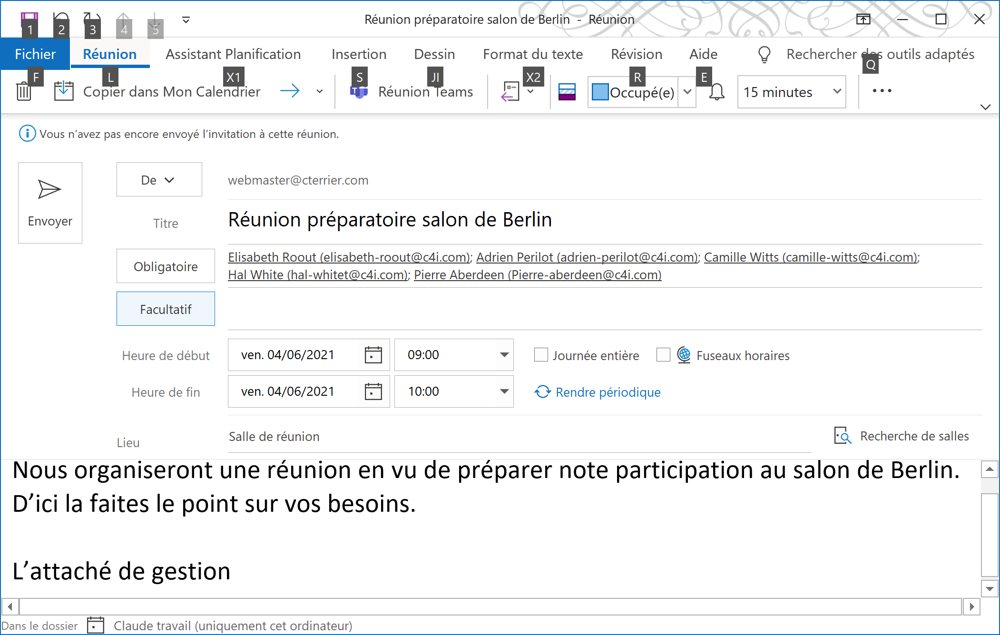 Réunion préparatoire salon de Berlin - Réunion
1 2 3 4 5
Fichier Réunion Assistant Planification Insertion Dessin Format du texte Révision Aide Rechercher des outils adaptés
F L X1 S JI X2 R E Q
Copier dans Mon Calendrier Réunion Teams Occupé(e) 15 minutes
Vous n’avez pas encore envoyé l’invitation à cette réunion.
De webmaster@cterrier.com
Envoyer
Titre Réunion préparatoire salon de Berlin
Obligatoire Elisabeth Roout (elisabeth-roout@c4i.com); Adrien Perilot (adrien-perilot@c4i.com); Camille Witts (camille-witts@c4i.com);
Hal White (hal-whitet@c4i.com); Pierre Aberdeen (Pierre-aberdeen@c4i.com)
Facultatif
Heure de début ven. 04/06/2021 09:00 Journée entière Fuseaux horaires
Heure de fin ven. 04/06/2021 10:00 Rendre périodique
Lieu Salle de réunion Recherche de salles
Nous organiseront une réunion en vu de préparer note participation au salon de Berlin.
D’ici la faites le point sur vos besoins.
L’attaché de gestion
Dans le dossier Claude travail (uniquement cet ordinateur)